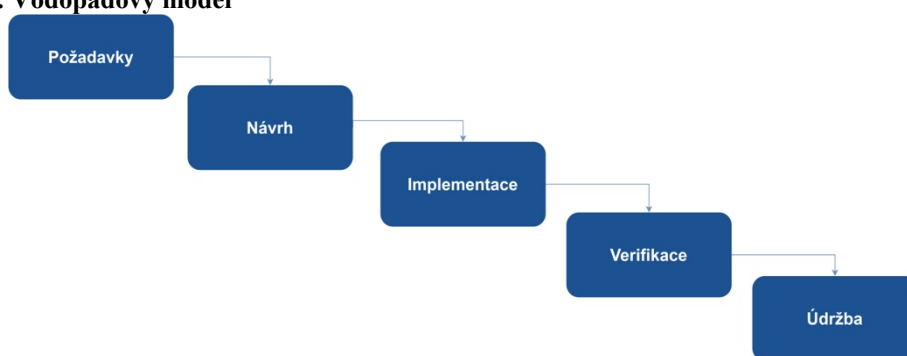 . Vodopádový model
Požadavky
Návrh
Implementace
Verifikace
Údržba